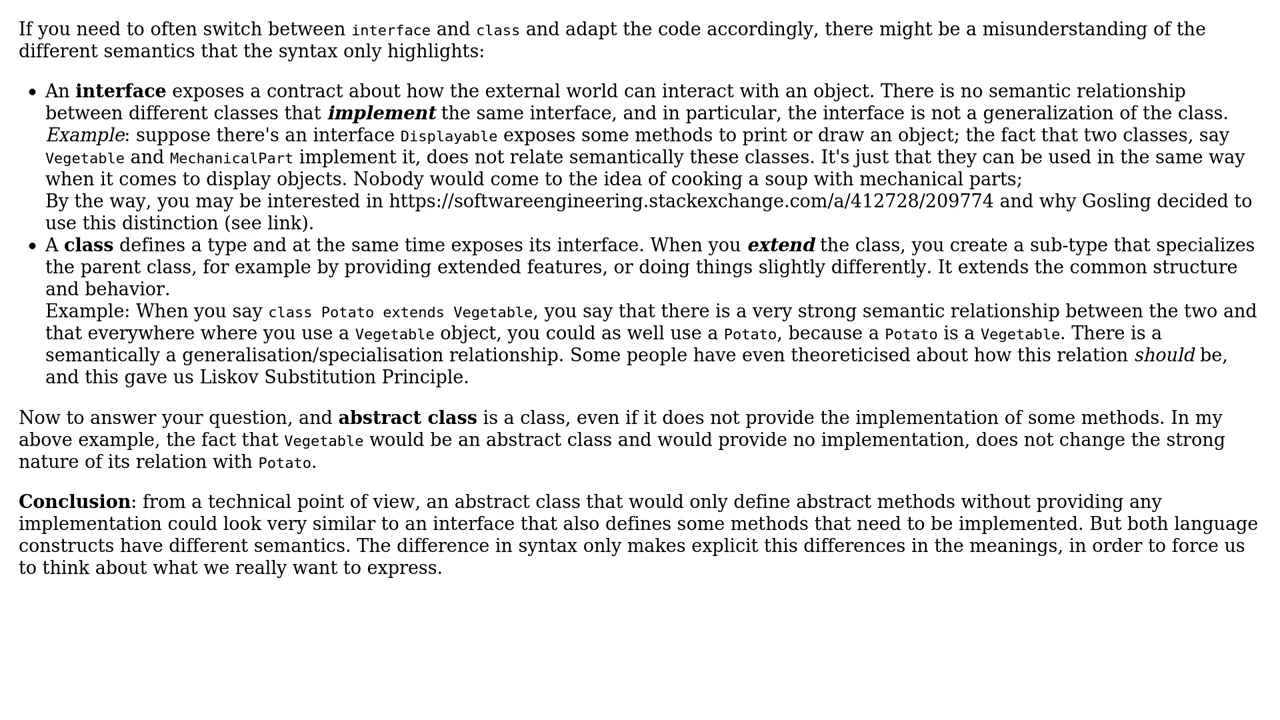 If you need to often switch between interface and class and adapt the code accordingly, there might be a misunderstanding of the
different semantics that the syntax only highlights:
• An interface exposes a contract about how the external world can interact with an object. There is no semantic relationship
between different classes that implement the same interface, and in particular, the interface is not a generalization of the class.
Example: suppose there's an interface Displayable exposes some methods to print or draw an object; the fact that two classes, say
Vegetable and MechanicalPart implement it, does not relate semantically these classes. It's just that they can be used in the same way
when it comes to display objects. Nobody would come to the idea of cooking a soup with mechanical parts;
By the way, you may be interested in https://softwareengineering.stackexchange.com/a/412728/209774 and why Gosling decided to
use this distinction (see link).
• A class defines a type and at the same time exposes its interface. When you extend the class, you create a sub-type that specializes
the parent class, for example by providing extended features, or doing things slightly differently. It extends the common structure
and behavior.
Example: When you say class Potato extends Vegetable, you say that there is a very strong semantic relationship between the two and
that everywhere where you use a Vegetable object, you could as well use a Potato, because a Potato is a Vegetable. There is a
semantically a generalisation/specialisation relationship. Some people have even theoreticised about how this relation should be,
and this gave us Liskov Substitution Principle.
Now to answer your question, and abstract class is a class, even if it does not provide the implementation of some methods. In my
above example, the fact that Vegetable would be an abstract class and would provide no implementation, does not change the strong
nature of its relation with Potato.
Conclusion: from a technical point of view, an abstract class that would only define abstract methods without providing any
implementation could look very similar to an interface that also defines some methods that need to be implemented. But both language
constructs have different semantics. The difference in syntax only makes explicit this differences in the meanings, in order to force us
to think about what we really want to express.